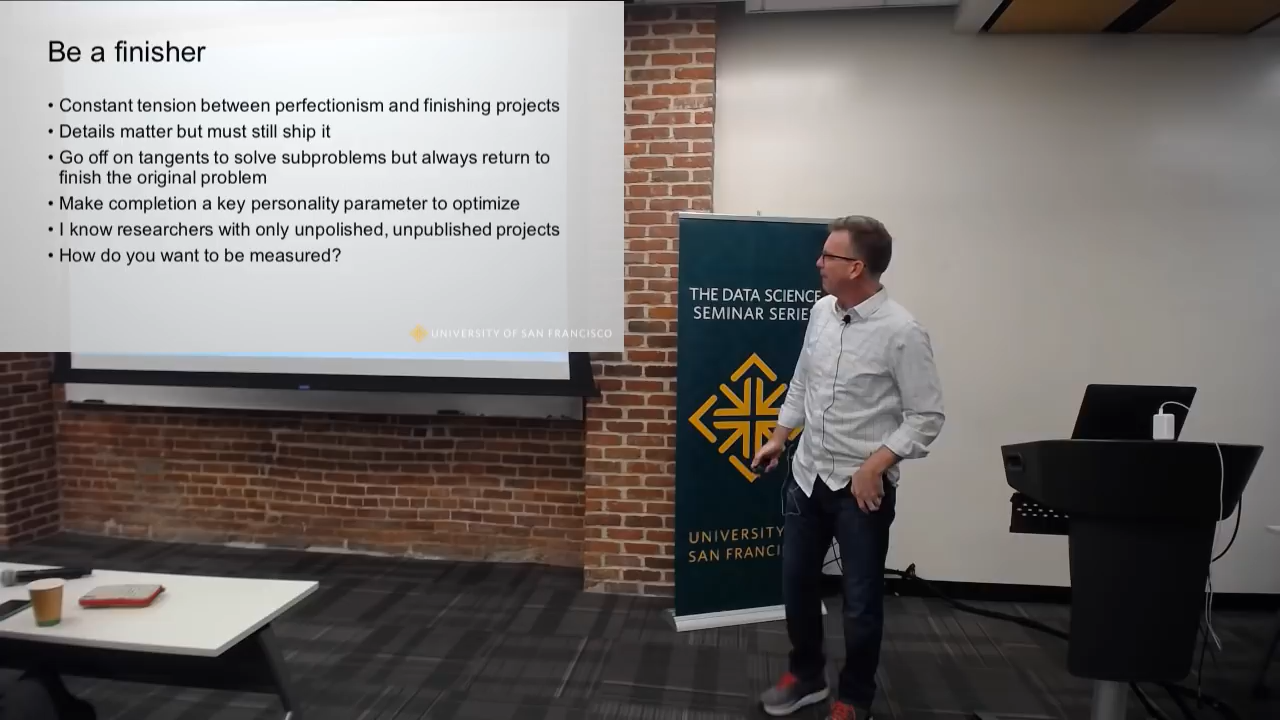 Be a finisher
• Constant tension between perfectionism and finishing projects
• Details matter but must still ship it
• Go off on tangents to solve subproblems but always return to
finish the original problem
• Make completion a key personality parameter to optimize
• I know researchers with only unpolished, unpublished projects
• How do you want to be measured?
UNIVERSITY OF SAN FRANCISCO
THE DATA SCIENCE
SEMINAR SERIES
UNIVERSITY
SAN FRANCI